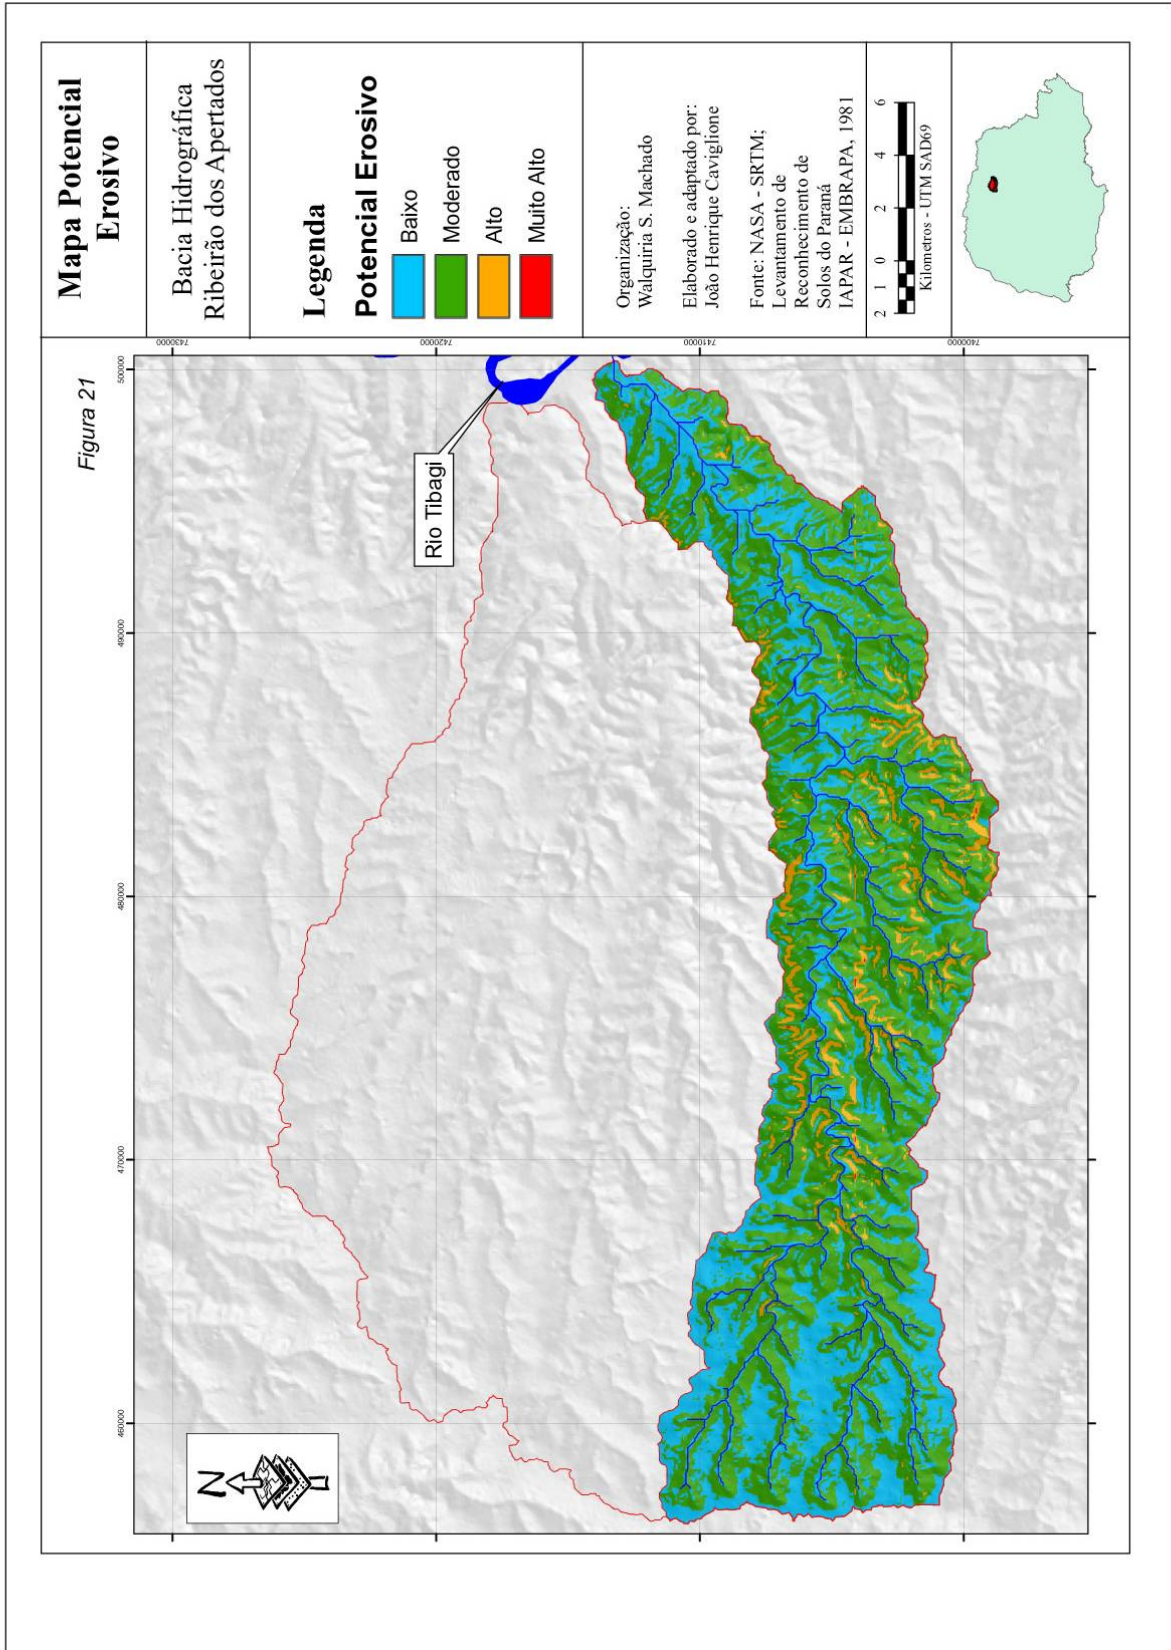 Figura 21
Mapa Potencial
Erosivo
Bacia Hidrográfica
Ribeirão dos Apertados
Legenda
Potencial Erosivo
Baixo
Moderado
Alto
Muito Alto
Organização:
Walquiria S. Machado
Elaborado e adaptado por:
João Henrique Caviglione
Fonite: NASA - SRTM;
Levantamento de
Reconhecimento de
Solos do Paraná
IAPAR - EMBRAPA, 1981
2 1 0 2 4 6
Kilometros - UTM SAD69
N
Rio Tibagi
460000
470000
480000
490000
500000
7430000
7420000
7410000
7400000